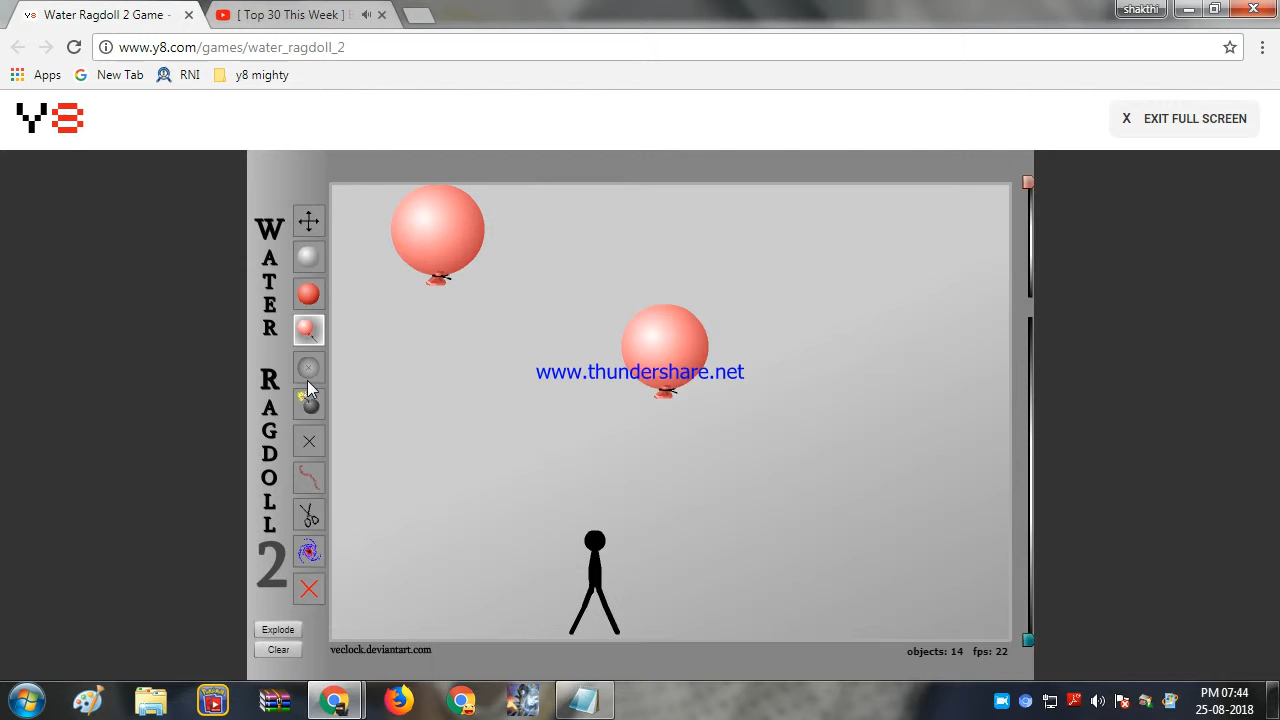 Water Ragdoll 2 Game -
[ Top 30 This Week ]
shakthi
www.y8.com/games/water_ragdoll_2
Apps
New Tab
RNI
y8 mighty
Y8
X EXIT FULL SCREEN
WATER RAGDOLL 2
www.thundershare.net
Explode
Clear
veclock.deviantart.com
objects: 14 fps: 22
PM 07:44
25-08-2018